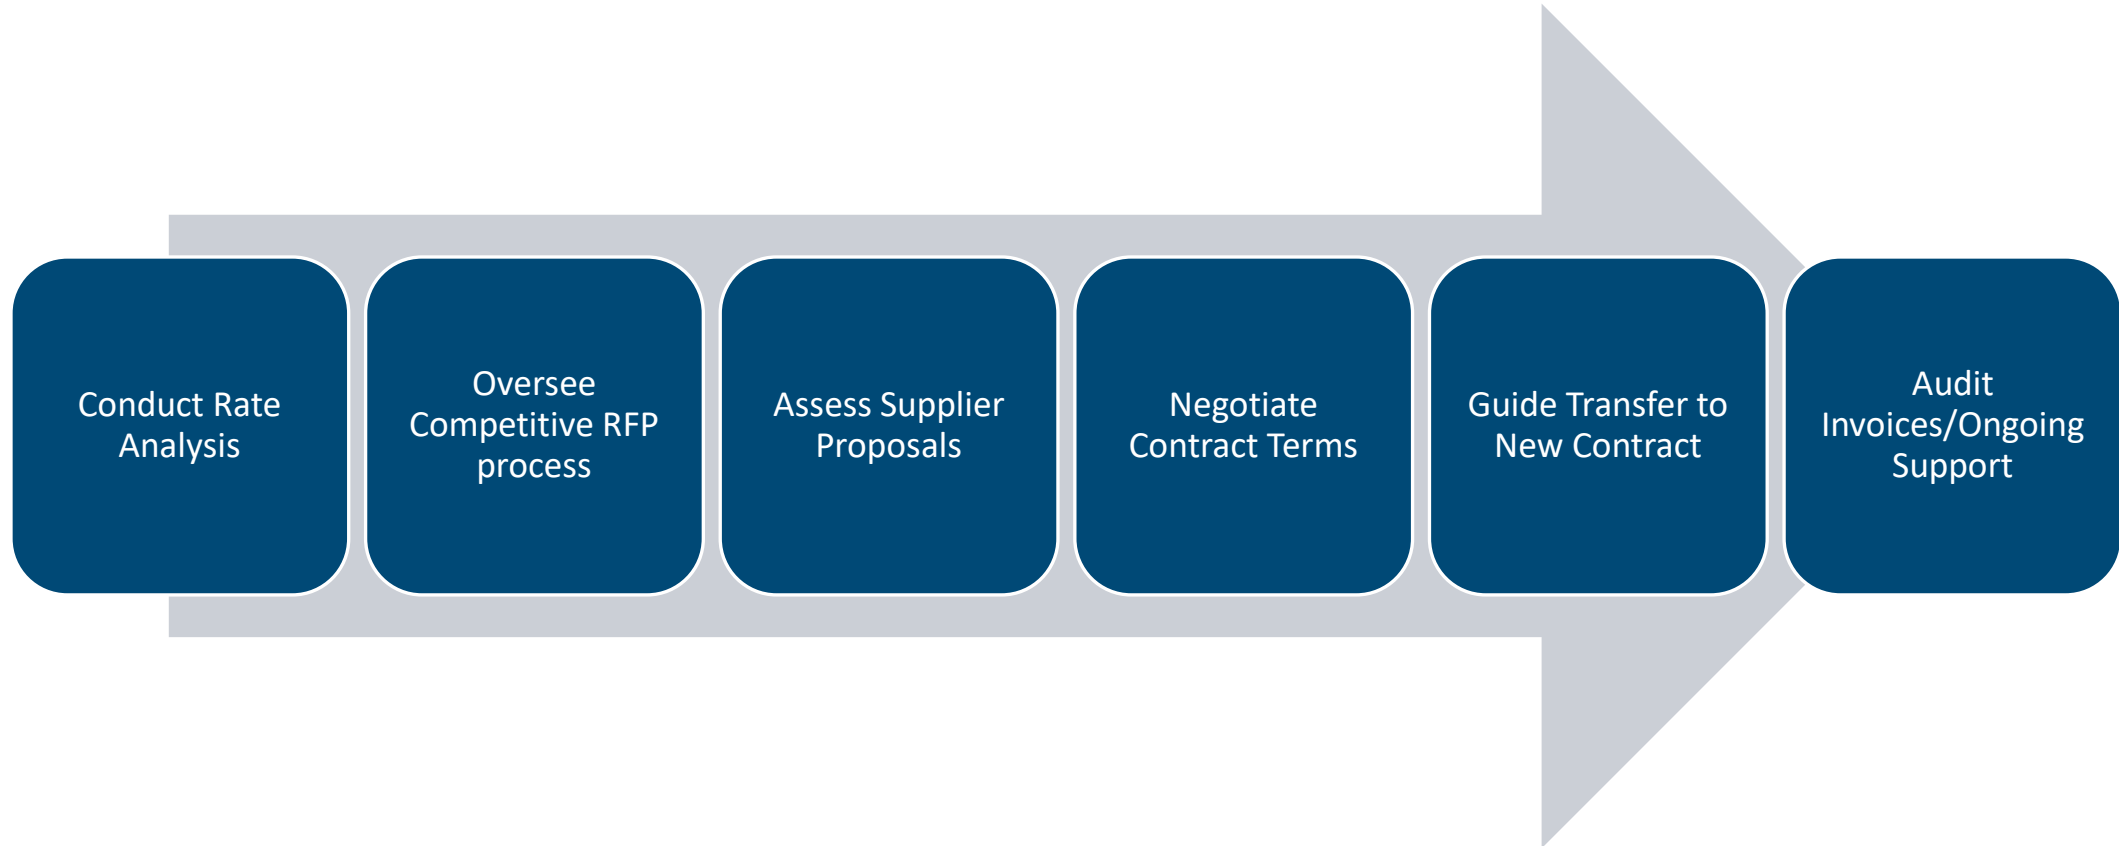 Conduct Rate
Analysis
Oversee
Competitive RFP
process
Assess Supplier
Proposals
Negotiate
Contract Terms
Guide Transfer to
New Contract
Audit
Invoices/Ongoing
Support